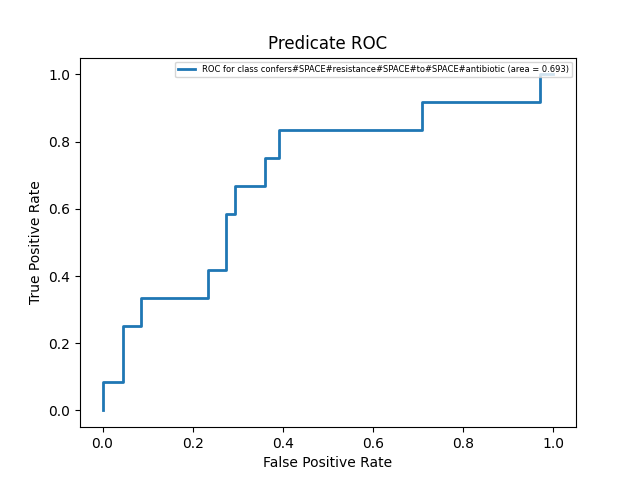 Predicate ROC
ROC for class confers#SPACE#resistance#SPACE#to#SPACE#antibiotic (area = 0.693)
1.0
0.8
0.6
0.4
0.2
0.0
True Positive Rate
0.0 0.2 0.4 0.6 0.8 1.0
False Positive Rate